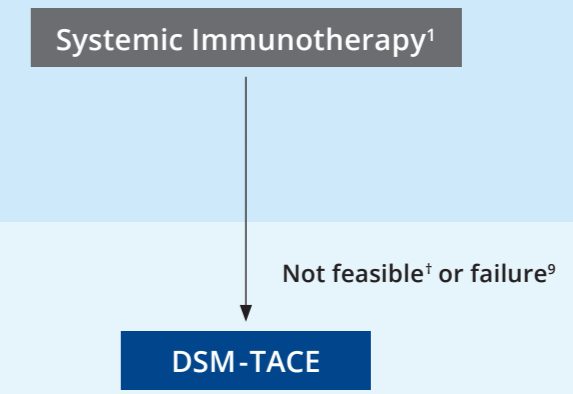 Systemic Immunotherapy¹
Not feasible† or failure⁹
DSM-TACE